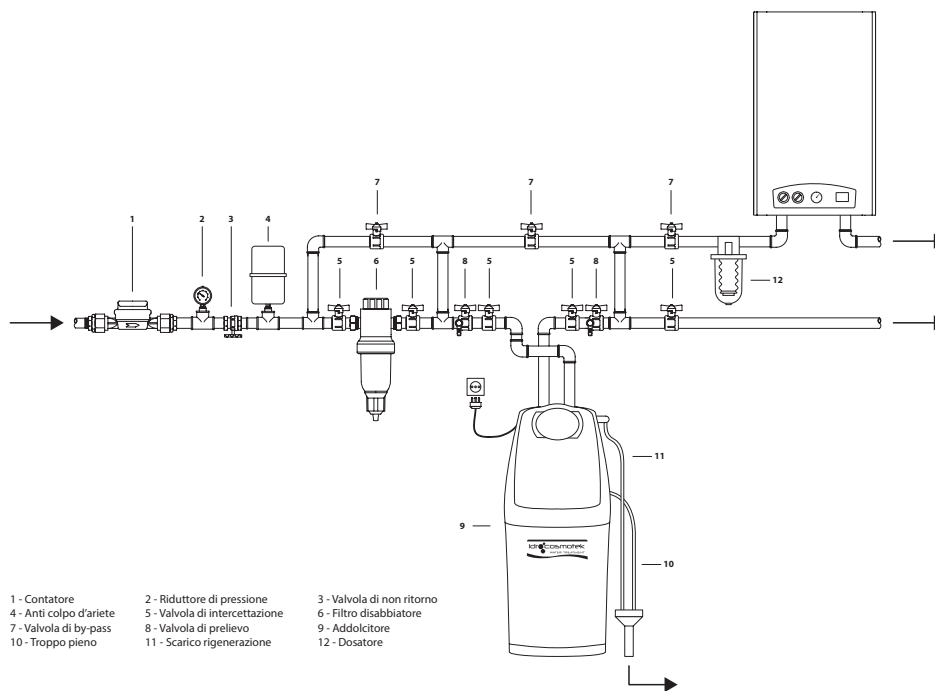 7 7 7
1 2 3 4 5 6 5 8 5 5 8 5
12
11
9
idrocosmotek
WATER TREATMENT
10
1 - Contatore 2 - Riduttore di pressione 3 - Valvola di non ritorno
4 - Anti colpo d'ariete 5 - Valvola di intercettazione 6 - Filtro disabbiatore
7 - Valvola di by-pass 8 - Valvola di prelievo 9 - Addolcitore
10 - Troppo pieno 11 - Scarico rigenerazione 12 - Dosatore